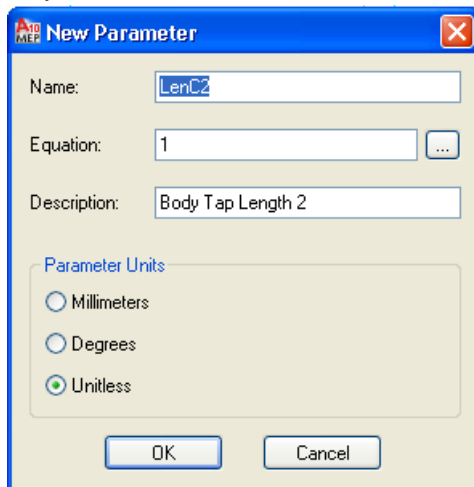 A10
MEP
New Parameter
Name:
LenC2
Equation:
1
...
Description:
Body Tap Length 2
Parameter Units
Millimeters
Degrees
Unitless
OK
Cancel